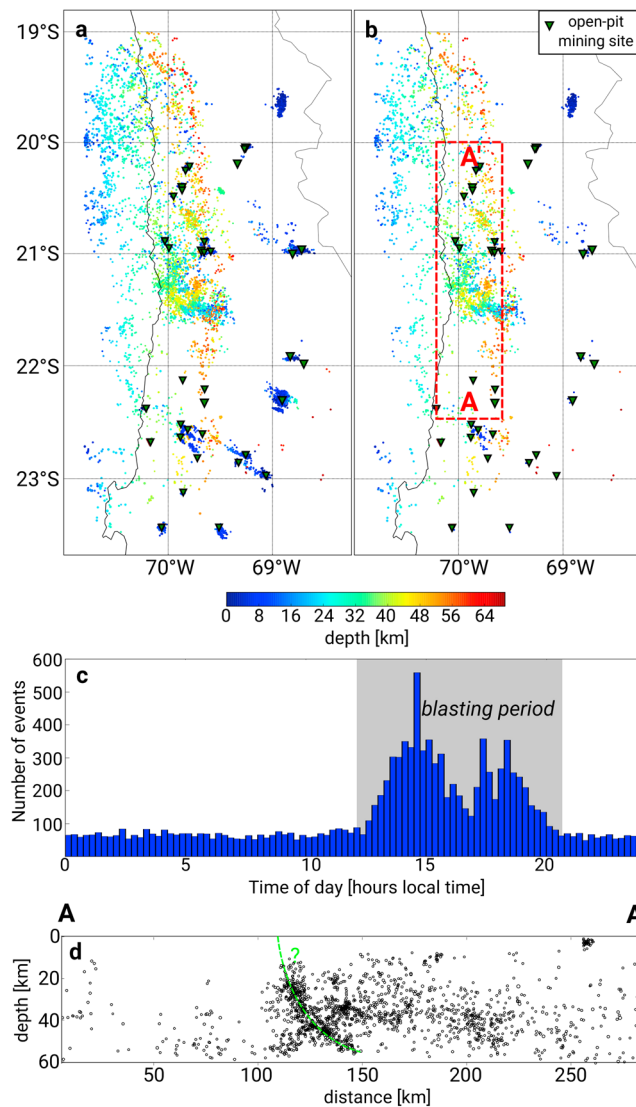 a
b
open-pit
mining site
19°S
20°S
21°S
22°S
23°S
A'
A
70°W
69°W
70°W
69°W
0 8 16 24 32 40 48 56 64
depth [km]
c
blasting period
Number of events
600
500
400
300
200
100
0 5 10 15 20
Time of day [hours local time]
A
A
d
?
depth [km]
0
20
40
60
50 100 150 200 250
distance [km]